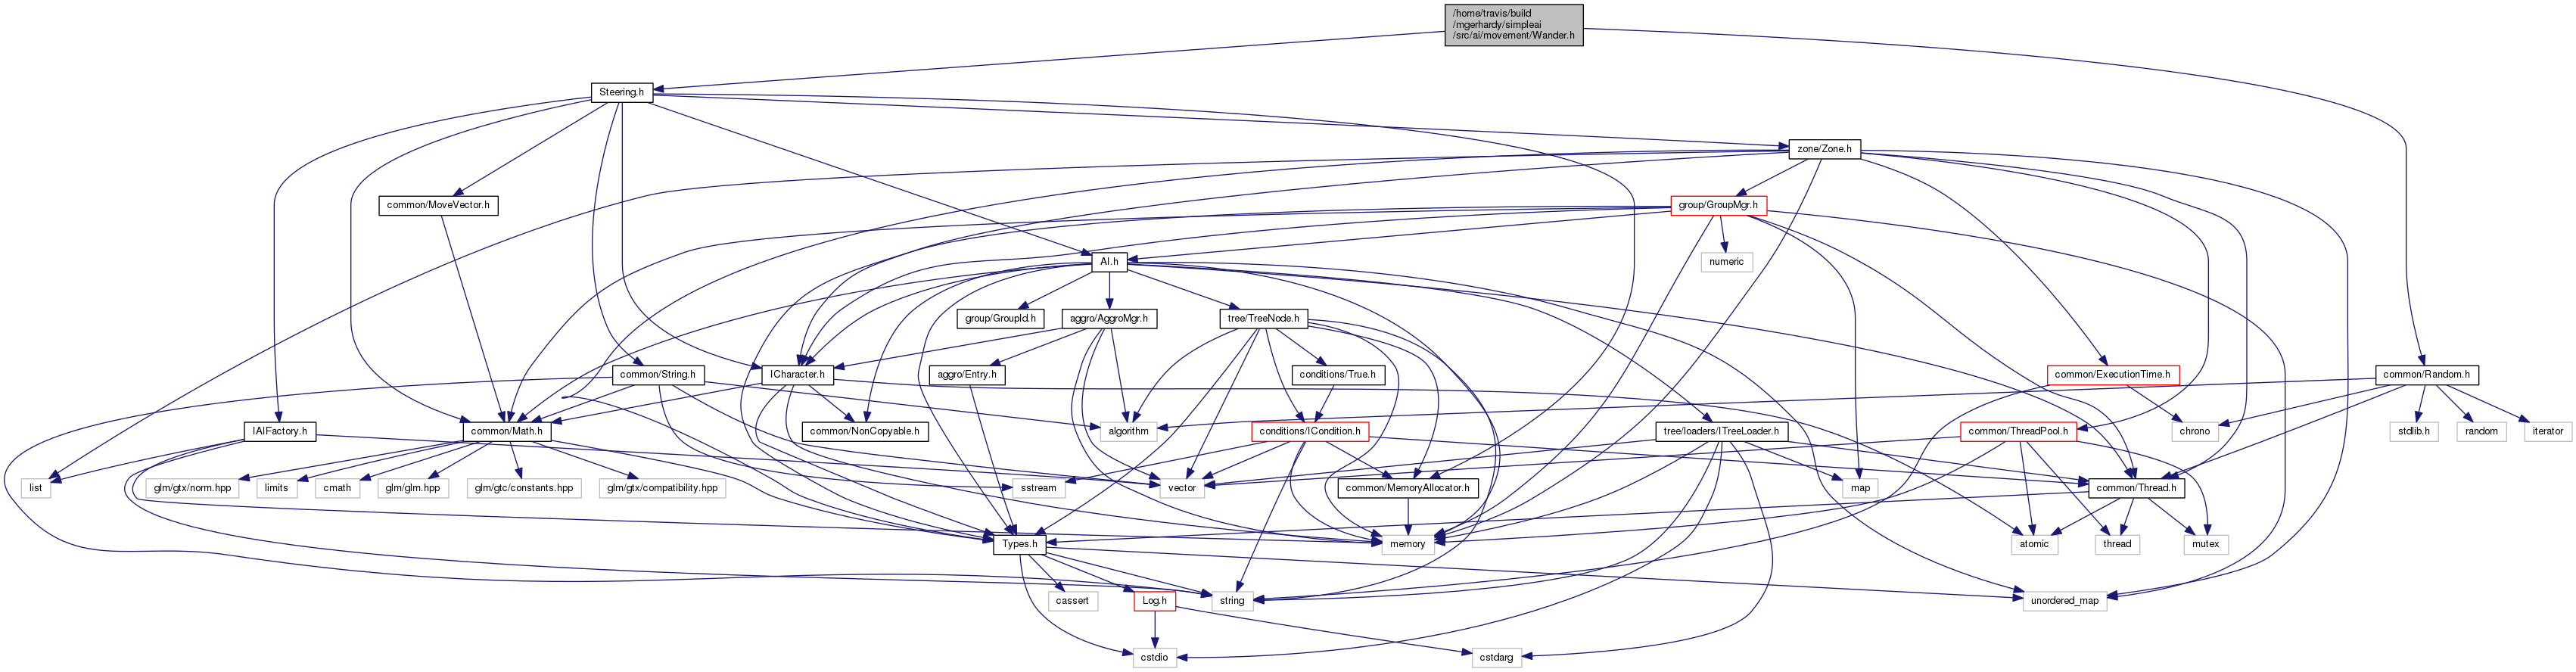 /home/travis/build
/mgerhardy/simpleai
/src/ai/movement/Wander.h
Steering.h
zone/Zone.h
common/MoveVector.h
group/GroupMgr.h
AI.h
numeric
group/GroupId.h
aggro/AggroMgr.h
tree/TreeNode.h
common/String.h
ICharacter.h
aggro/Entry.h
conditions/True.h
common/ExecutionTime.h
common/Random.h
IAIFactory.h
common/Math.h
common/NonCopyable.h
algorithm
conditions/ICondition.h
tree/loaders/ITreeLoader.h
common/ThreadPool.h
chrono
stdlib.h
random
iterator
list
glm/gtx/norm.hpp
limits
cmath
glm/glm.hpp
glm/gtc/constants.hpp
glm/gtx/compatibility.hpp
sstream
vector
common/MemoryAllocator.h
map
common/Thread.h
Types.h
memory
atomic
thread
mutex
cassert
Log.h
string
unordered_map
cstdio
cstdarg